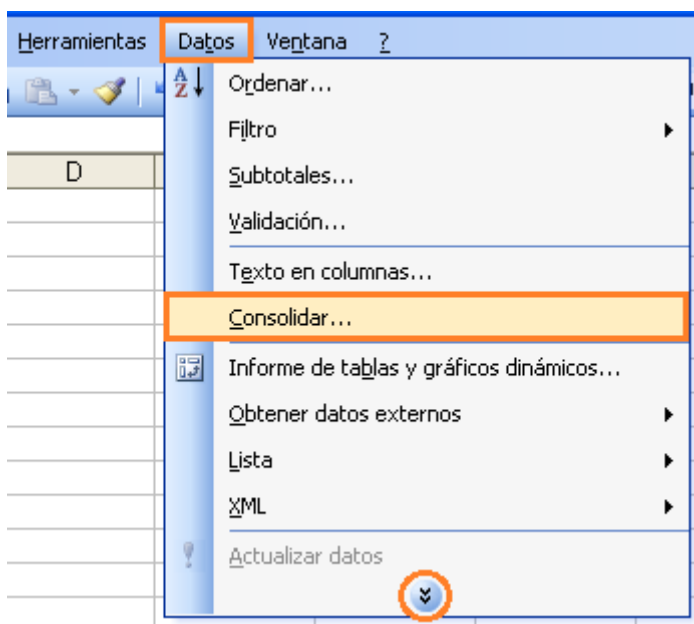 Herramientas Datos Ventana ?
A
Z
Ordenar...
Filtro
D
Subtotales...
Validación...
Texto en columnas...
Consolidar...
Informe de tablas y gráficos dinámicos...
Obtener datos externos
Lista
XML
Actualizar datos